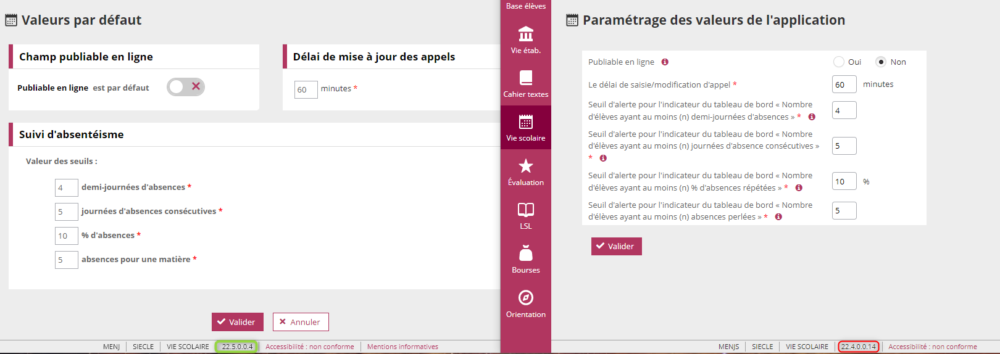 Valeurs par défaut
Champ publiable en ligne
Publiable en ligne est par défaut
Délai de mise à jour des appels
60 minutes *
Suivi d'absentéisme
Valeur des seuils :
4 demi-journées d'absences *
5 journées d'absences consécutives *
10 % d'absences *
5 absences pour une matière *
Valider
Annuler
MENJ
SIECLE
VIE SCOLAIRE
22.5.0.0.4
Accessibilité : non conforme
Mentions informatives
Base élèves
Vie étab.
Cahier textes
Vie scolaire
Évaluation
LSL
Bourses
Orientation
Paramétrage des valeurs de l'application
Publiable en ligne
Oui
Non
Le délai de saisie/modification d'appel * 60 minutes
Seuil d'alerte pour l'indicateur du tableau de bord « Nombre
d'élèves ayant au moins (n) demi-journées d'absences » *
4
Seuil d'alerte pour l'indicateur du tableau de bord « Nombre
d'élèves ayant au moins (n) journées d'absence consécutives »
*
5
Seuil d'alerte pour l'indicateur du tableau de bord « Nombre
d'élèves ayant au moins (n) % d'absences répétées » *
10 %
Seuil d'alerte pour l'indicateur du tableau de bord « Nombre
d'élèves ayant au moins (n) absences perlées » *
5
Valider
MENJS
SIECLE
VIE SCOLAIRE
22.4.0.0.14
Accessibilité : non conforme